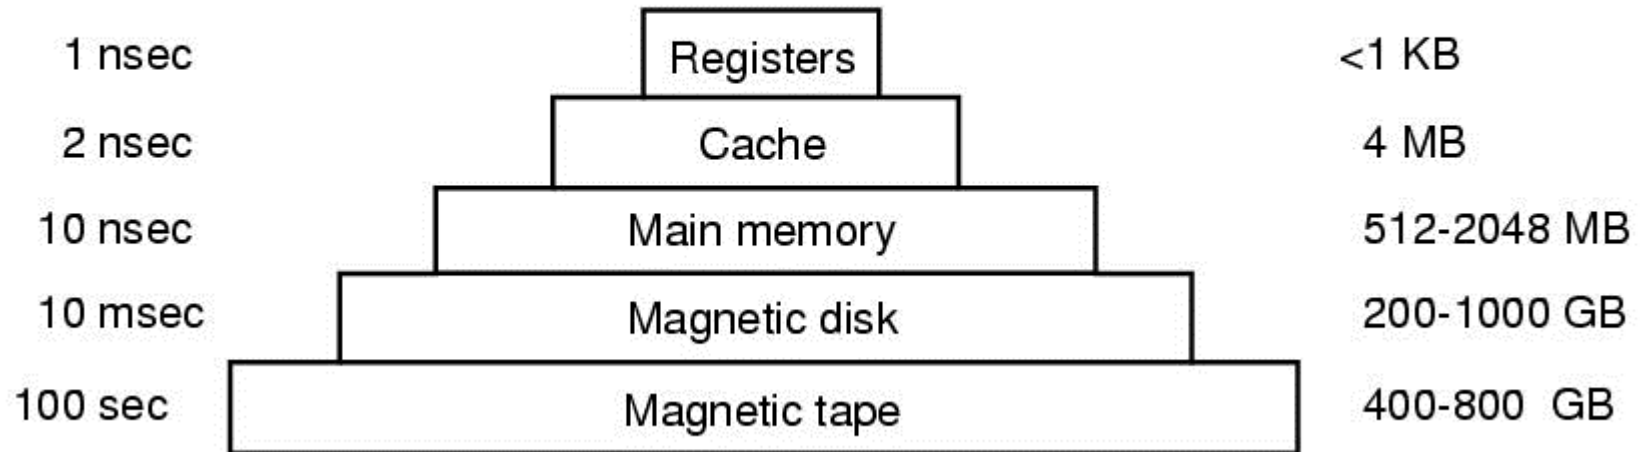 1 nsec Registers <1 KB
2 nsec Cache 4 MB
10 nsec Main memory 512-2048 MB
10 msec Magnetic disk 200-1000 GB
100 sec Magnetic tape 400-800 GB